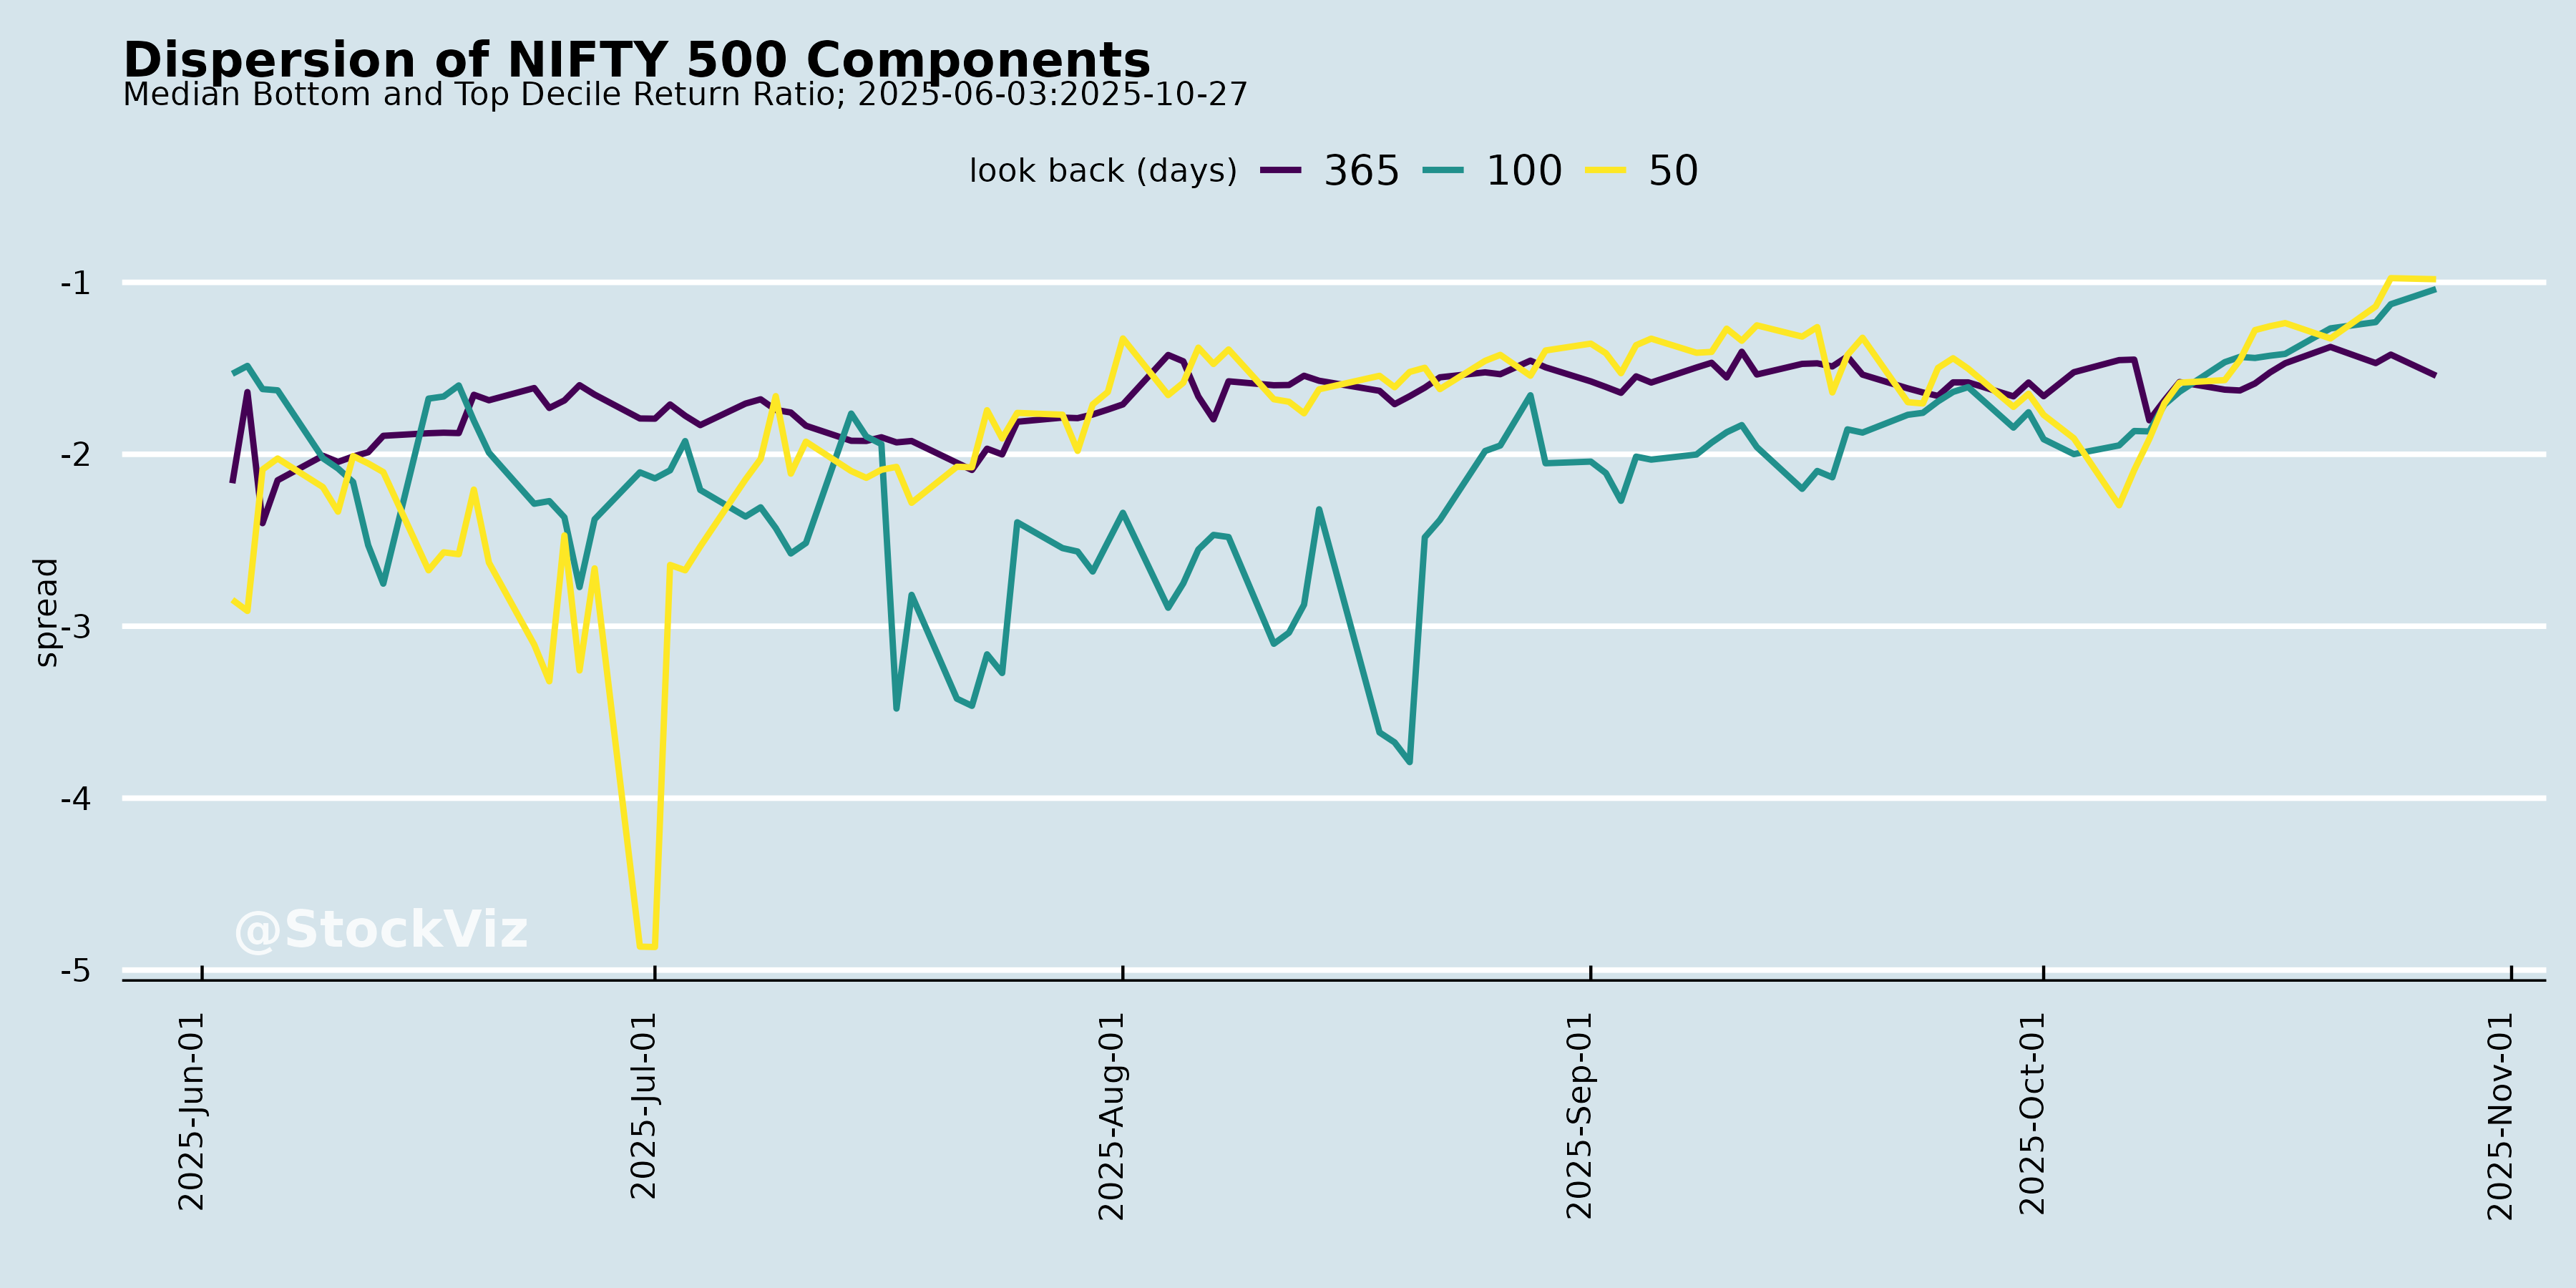 Dispersion of NIFTY 500 Components
Median Bottom and Top Decile Return Ratio; 2025-06-03:2025-10-27
look back (days) 365 100 50
-1
-2
-3
-4
-5
spread
@StockViz
2025-Jun-01
2025-Jul-01
2025-Aug-01
2025-Sep-01
2025-Oct-01
2025-Nov-01